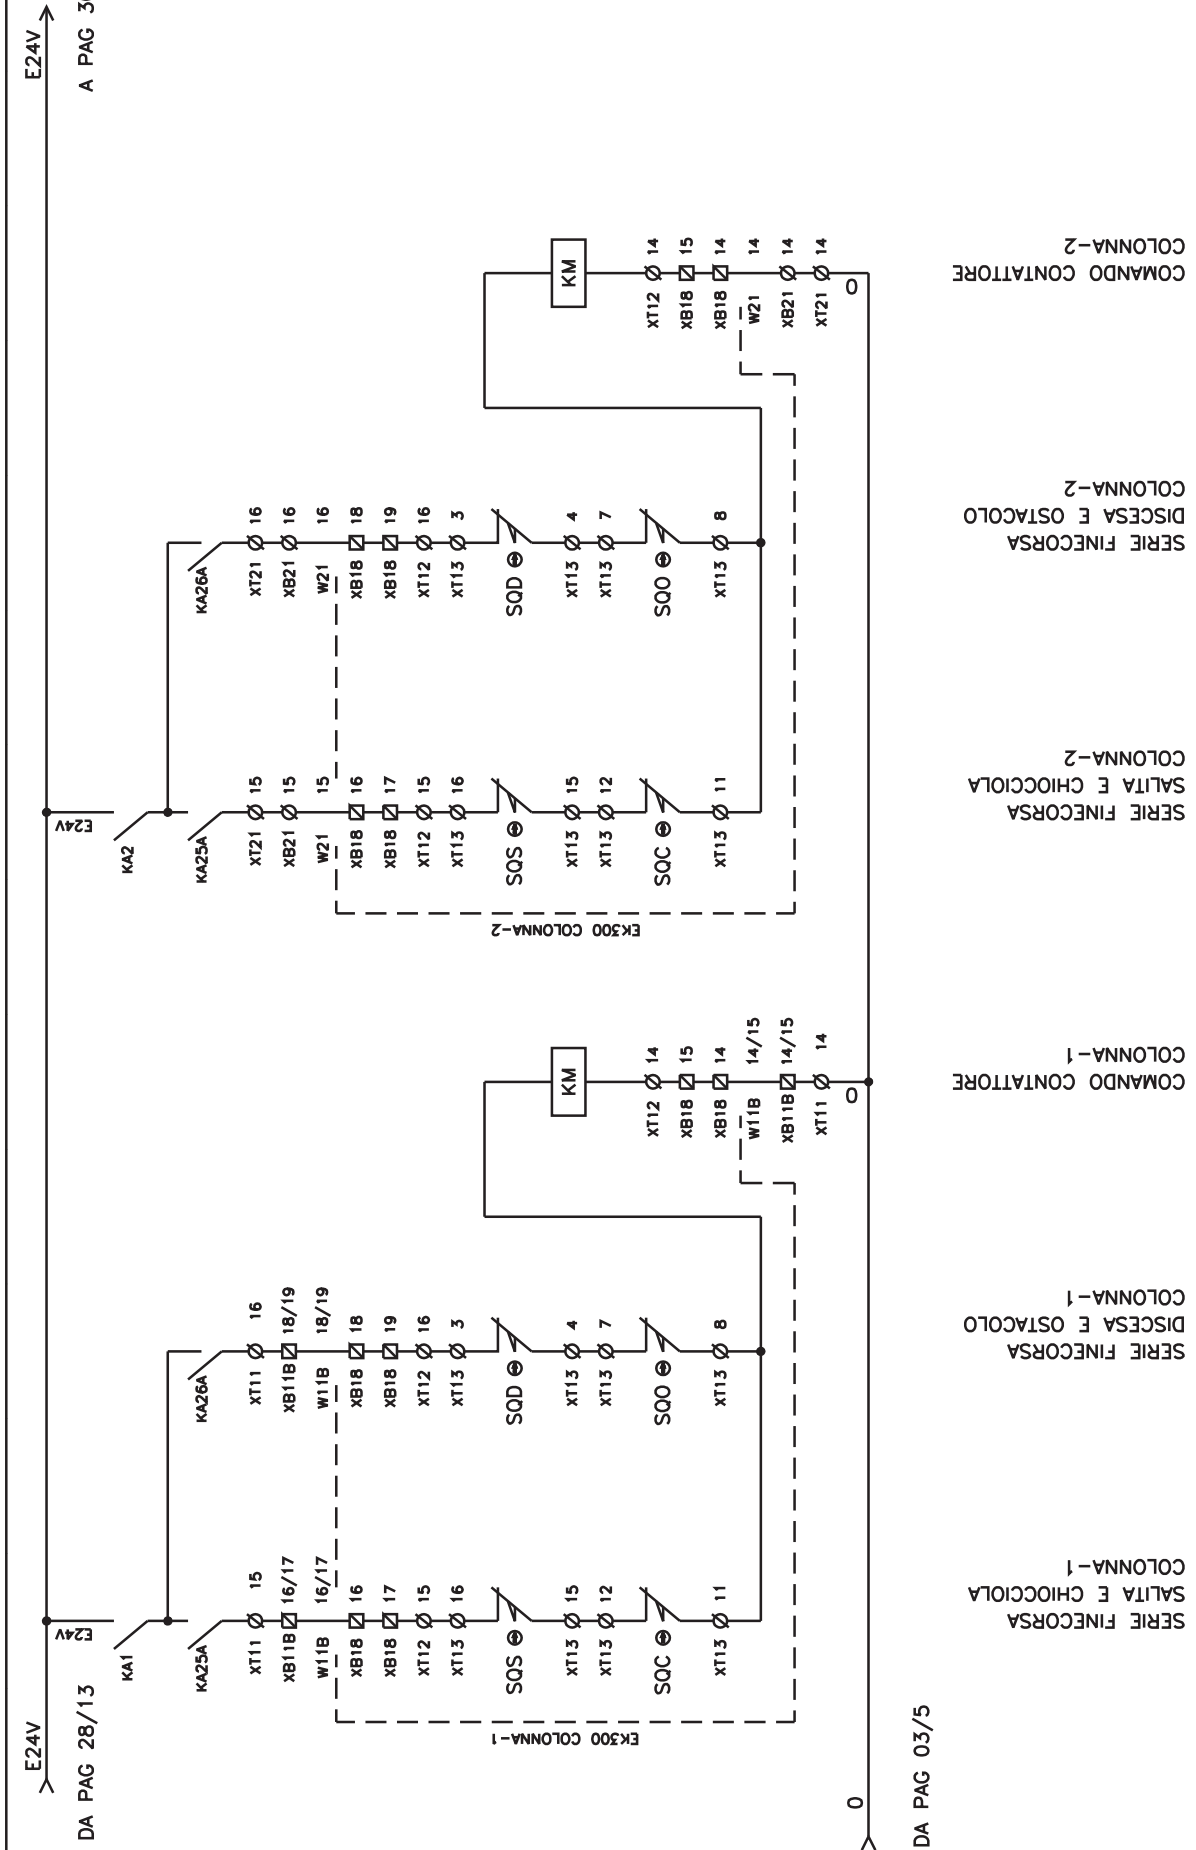 E24V
DA PAG 28/13
E24V
A PAG 3
E24V
KA1
KA25A
XT11 15
XB11B 16/17
W11B 16/17
XB18 16
XB18 17
XT12 15
XT13 16
SQS
XT13 15
XT13 12
SQC
XT13 11
KA26A
XT11 16
XB11B 18/19
W11B 18/19
XB18 18
XB18 19
XT12 16
XT13 3
SQD
XT13 4
XT13 7
SQO
XT13 8
KM
XT12 14
XB18 15
XB18 14
W11B 14/15
XB11B 14/15
XT11 14
0
EK300 COLONNA-1
E24V
KA2
KA25A
XT21 15
XB21 15
W21 15
XB18 16
XB18 17
XT12 15
XT13 16
SQS
XT13 15
XT13 12
SQC
XT13 11
KA26A
XT21 16
XB21 16
W21 16
XB18 18
XB18 19
XT12 16
XT13 3
SQD
XT13 4
XT13 7
SQO
XT13 8
KM
XT12 14
XB18 15
XB18 14
W21 14
XB21 14
XT21 14
0
EK300 COLONNA-2
0
DA PAG 03/5
SERIE FINECORSA
SALITA E CHIOCCIOLA
COLONNA-1
SERIE FINECORSA
DISCESA E OSTACOLO
COLONNA-1
COMANDO CONTATTORE
COLONNA-1
SERIE FINECORSA
SALITA E CHIOCCIOLA
COLONNA-2
SERIE FINECORSA
DISCESA E OSTACOLO
COLONNA-2
COMANDO CONTATTORE
COLONNA-2